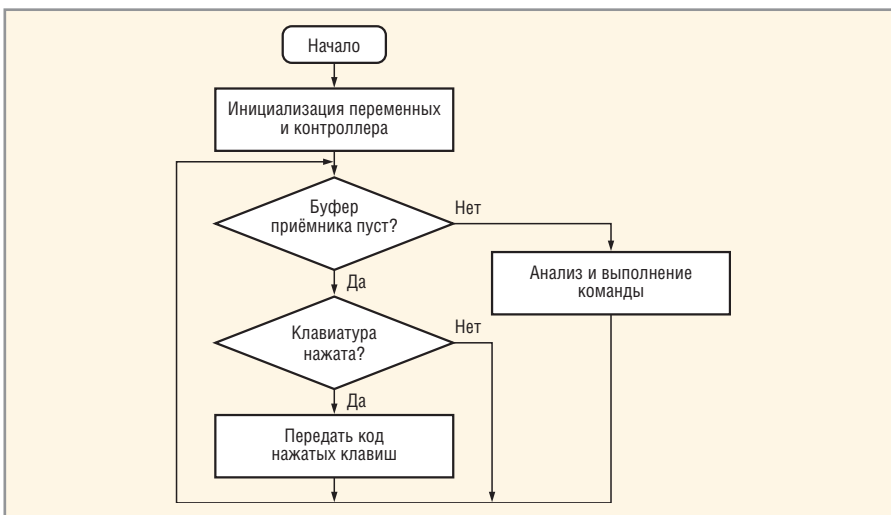 Начало
Инициализация переменных
и контроллера
Буфер
приёмника пуст?
Нет
Анализ и выполнение
команды
Да
Клавиатура
нажата?
Нет
Да
Передать код
нажатых клавиш